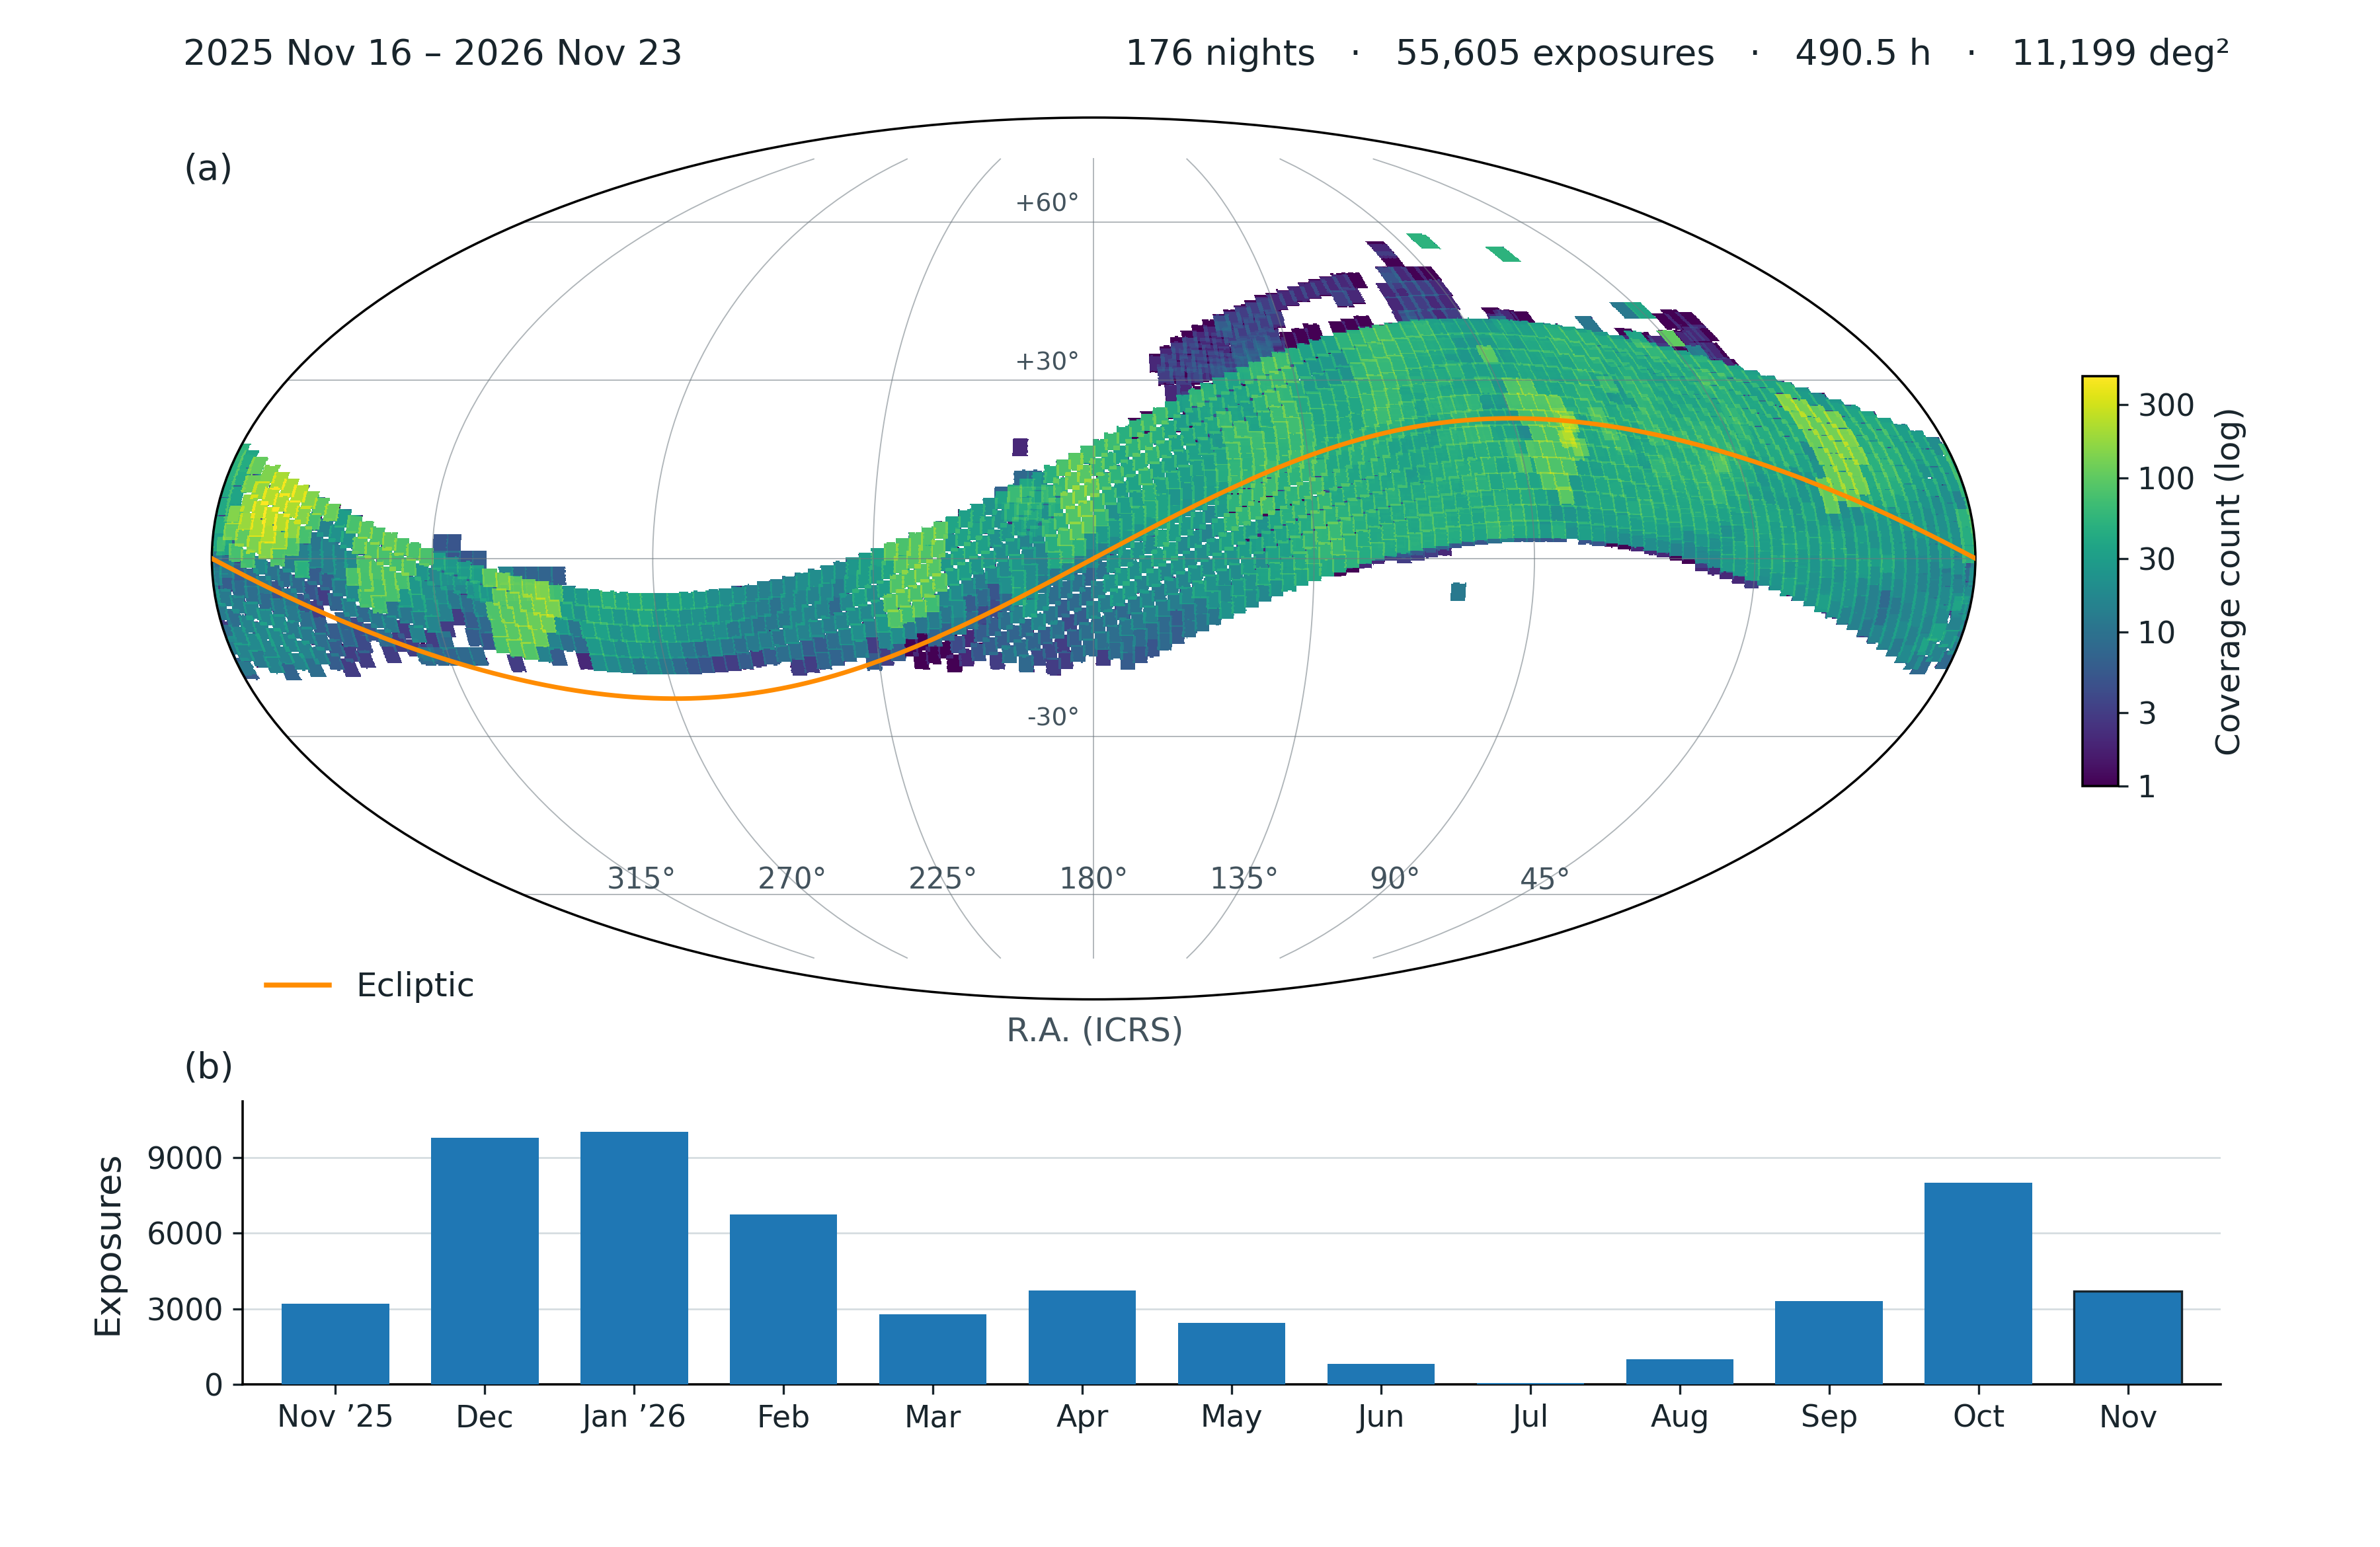 2025 Nov 16 – 2026 Nov 23
176 nights · 55,605 exposures · 490.5 h · 11,199 deg²
(a)
+60°
+30°
-30°
315° 270° 225° 180° 135° 90° 45°
R.A. (ICRS)
Ecliptic
300
100
30
10
3
1
Coverage count (log)
(b)
Exposures
9000
6000
3000
0
Nov ’25 Dec Jan ’26 Feb Mar Apr May Jun Jul Aug Sep Oct Nov